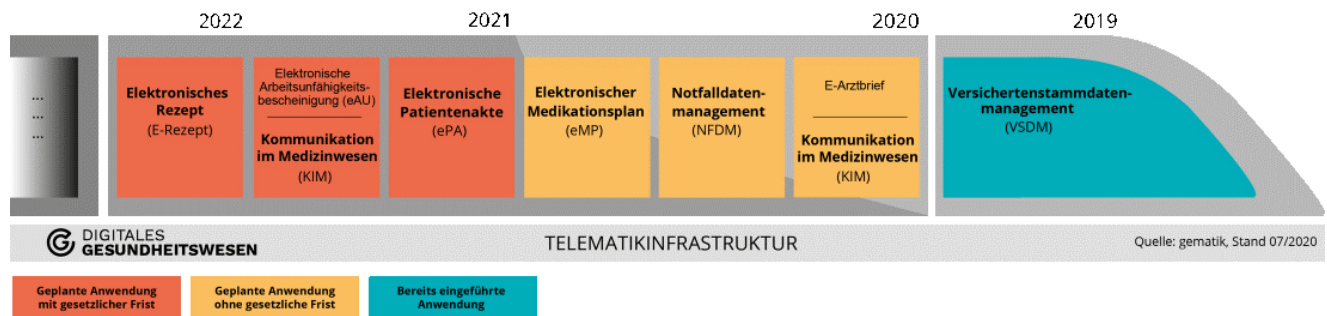 2022
2021
2020
2019
...
...
...
Elektronisches
Rezept
(E-Rezept)
Elektronische
Arbeitsunfähigkeits-
bescheinigung (eAU)
Kommunikation
im Medizinwesen
(KIM)
Elektronische
Patientenakte
(ePA)
Elektronischer
Medikationsplan
(eMP)
Notfalldaten-
management
(NFDM)
E-Arztbrief
Kommunikation
im Medizinwesen
(KIM)
Versichertenstammdaten-
management
(VSDM)
DIGITALES
GESUNDHEITSWESEN
TELEMATIKINFRASTRUKTUR
Quelle: gematik, Stand 07/2020
Geplante Anwendung
mit gesetzlicher Frist
Geplante Anwendung
ohne gesetzliche Frist
Bereits eingeführte
Anwendung